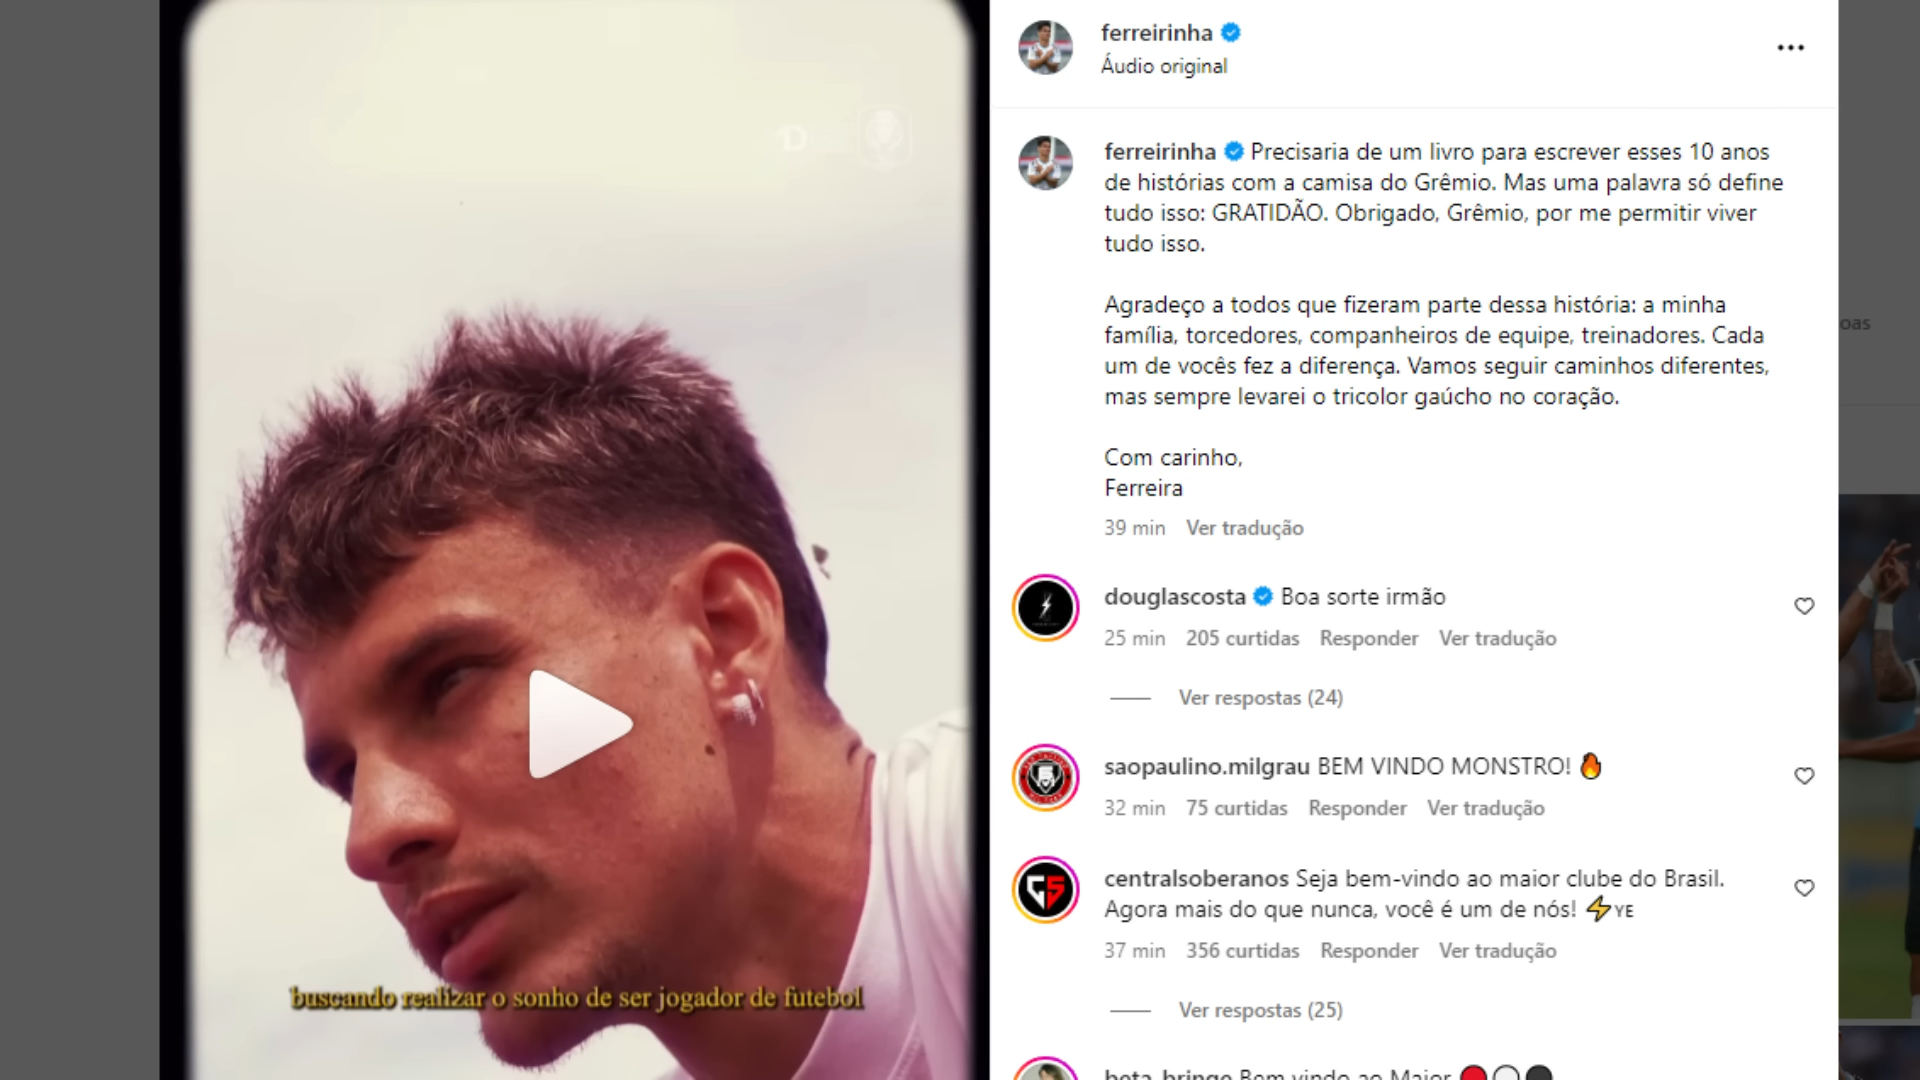 ferreirinha
Áudio original
ferreirinha Precisaria de um livro para escrever esses 10 anos
de histórias com a camisa do Grêmio. Mas uma palavra só define
tudo isso: GRATIDÃO. Obrigado, Grêmio, por me permitir viver
tudo isso.
Agradeço a todos que fizeram parte dessa história: a minha
família, torcedores, companheiros de equipe, treinadores. Cada
um de vocês fez a diferença. Vamos seguir caminhos diferentes,
mas sempre levarei o tricolor gaúcho no coração.
Com carinho,
Ferreira
39 min Ver tradução
douglascosta Boa sorte irmão
25 min 205 curtidas Responder Ver tradução
Ver respostas (24)
saopaulino.milgrau BEM VINDO MONSTRO! 🔥
32 min 75 curtidas Responder Ver tradução
centralsoberanos Seja bem-vindo ao maior clube do Brasil.
Agora mais do que nunca, você é um de nós! ⚡🇾🇪
37 min 356 curtidas Responder Ver tradução
Ver respostas (25)
beta_bringe Bem vindo ao Maior 🔴⚪⚫
buscando realizar o sonho de ser jogador de futebol
oas